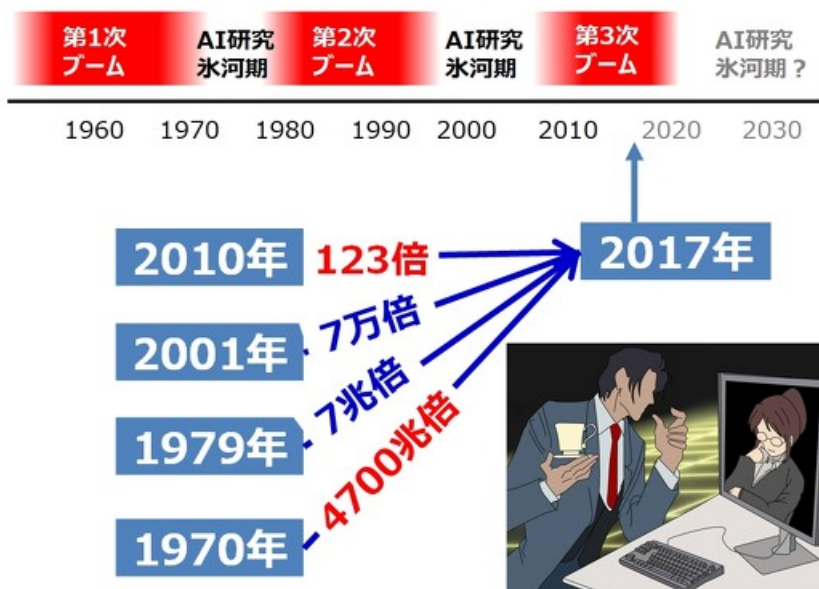 第1次
ブーム
AI研究
氷河期
第2次
ブーム
AI研究
氷河期
第3次
ブーム
AI研究
氷河期?
1960 1970 1980 1990 2000 2010 2020 2030
2010年 123倍 2017年
2001年 7万倍
1979年 7兆倍
1970年 4700兆倍